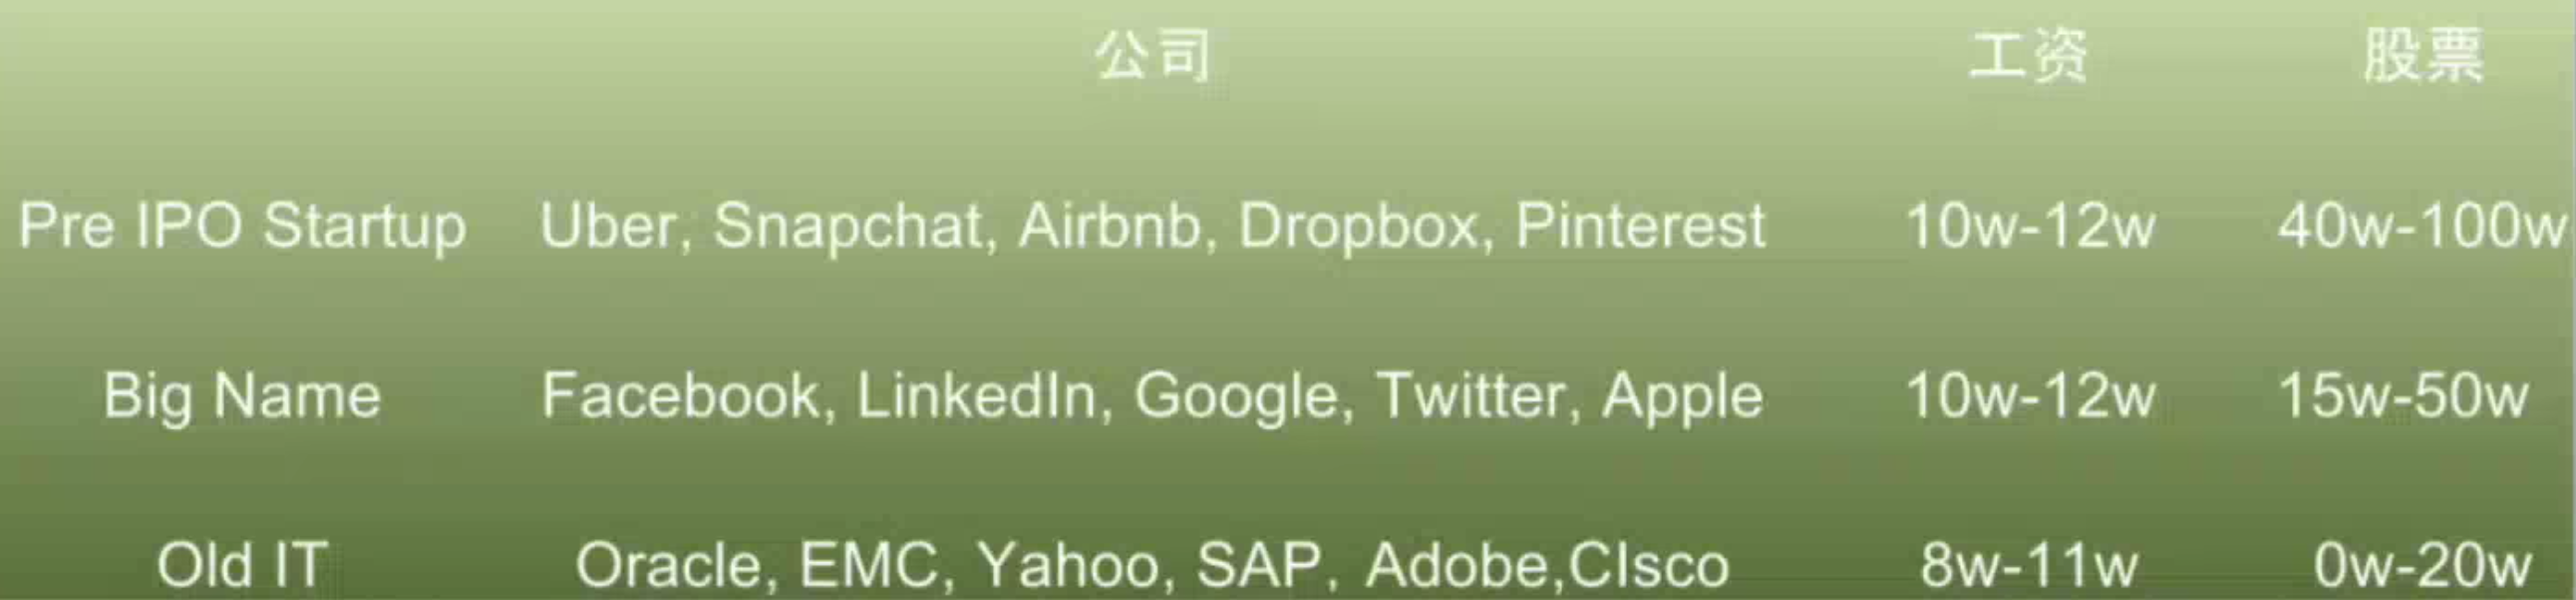 公司 工资 股票
Pre IPO Startup Uber, Snapchat, Airbnb, Dropbox, Pinterest 10w-12w 40w-100w
Big Name Facebook, LinkedIn, Google, Twitter, Apple 10w-12w 15w-50w
Old IT Oracle, EMC, Yahoo, SAP, Adobe,CIsco 8w-11w 0w-20w